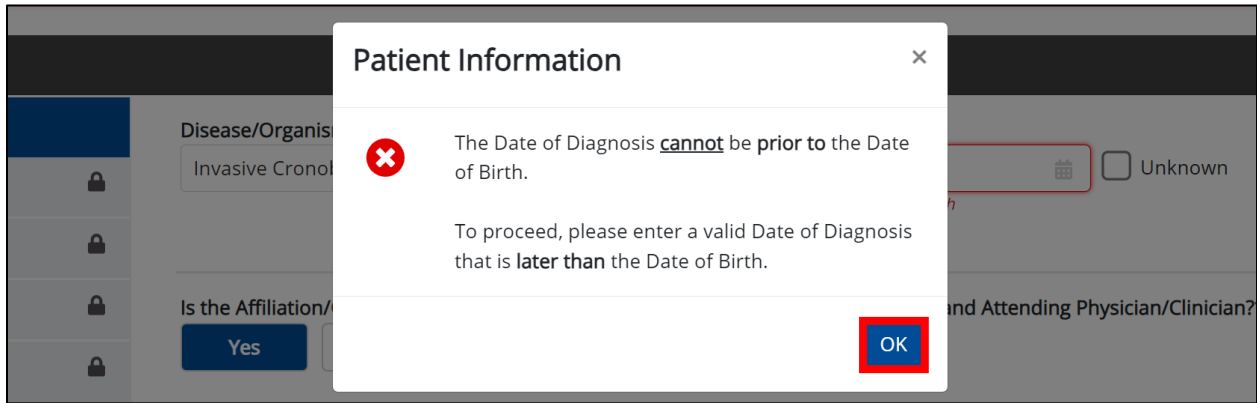 Patient Information
×
Disease/Organis
The Date of Diagnosis cannot be prior to the Date
of Birth.
Invasive Cronob
Unknown
h
To proceed, please enter a valid Date of Diagnosis
that is later than the Date of Birth.
Is the Affiliation/
and Attending Physician/Clinician?
Yes
OK